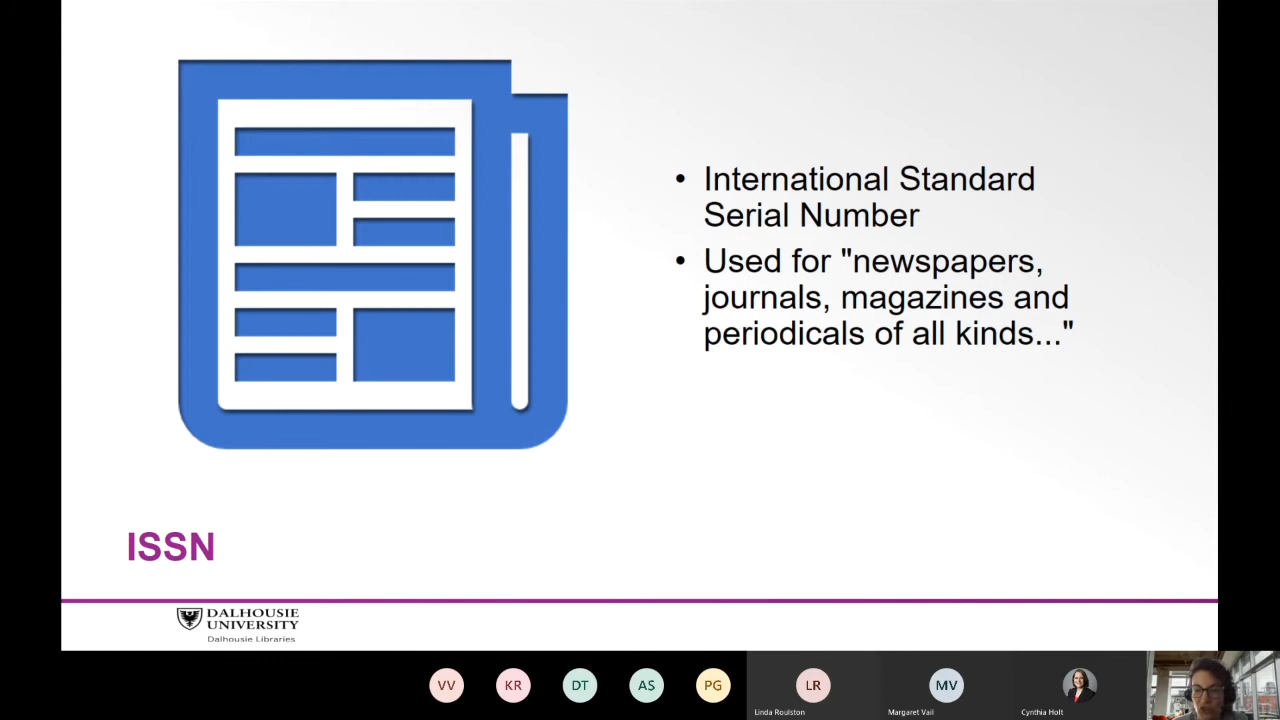 • International Standard
Serial Number
• Used for "newspapers,
journals, magazines and
periodicals of all kinds..."
ISSN
DALHOUSIE
UNIVERSITY
Dalhousie Libraries
VV
KR
DT
AS
PG
LR
MV
Linda Roulston
Margaret Vail
Cynthia Holt